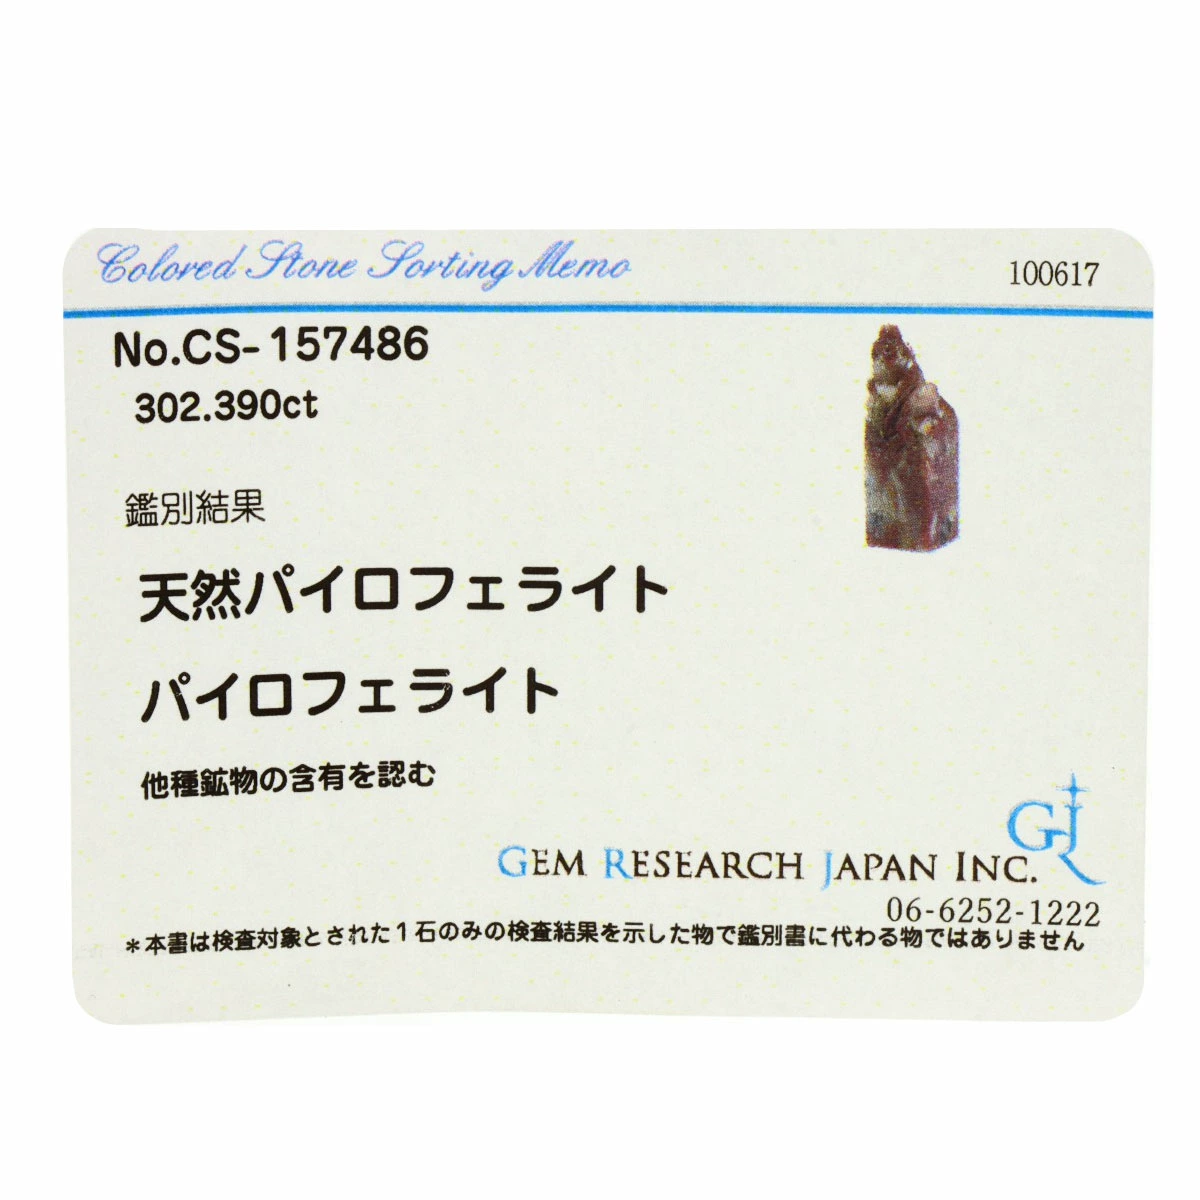 Colored Stone Sorting Memo
100617
No.CS-157486
302.390ct
鑑別結果
天然パイロフェライト
パイロフェライト
他種鉱物の含有を認む
GJ
GEM RESEARCH JAPAN INC.
06-6252-1222
*本書は検査対象とされた1石のみの検査結果を示した物で鑑別書に代わる物ではありません